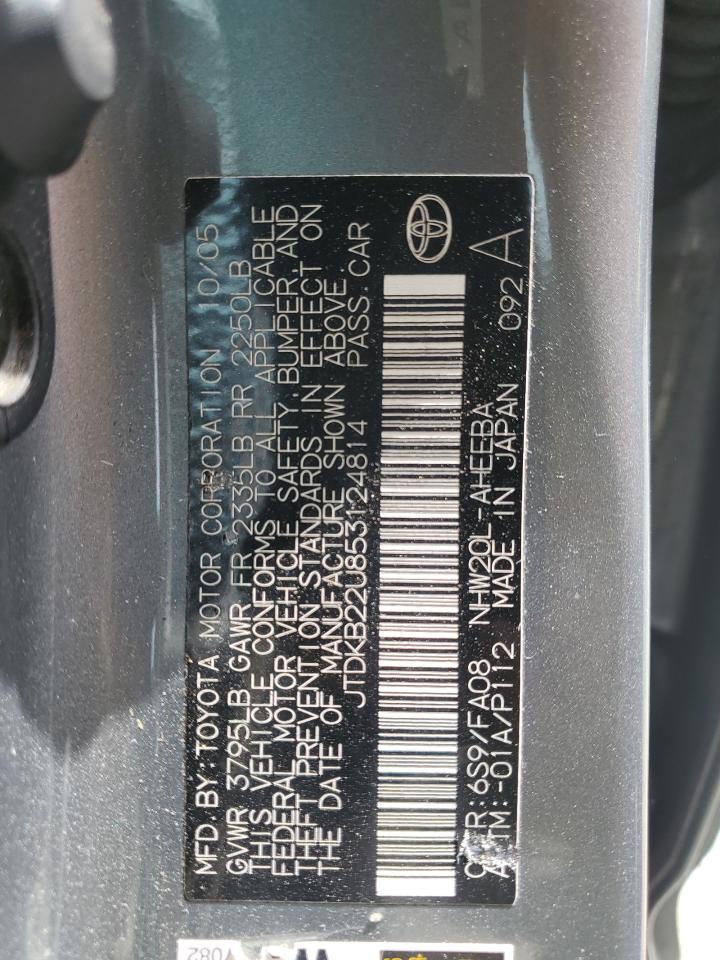 MFD. BY: TOYOTA MOTOR CORPORATION 10/05
GVWR 3795LB GAWR FR 2335LB RR 2250LB
THIS VEHICLE CONFORMS TO ALL APPLICABLE
FEDERAL MOTOR VEHICLE SAFETY, BUMPER, AND
THEFT PREVENTION STANDARDS IN EFFECT ON
THE DATE OF MANUFACTURE SHOWN ABOVE
JTDKB22U853124814 PASS. CAR
:6S9/FA08 NHW20L-AHEEBA 092
:-01A/P112 MADE IN JAPAN A
7082